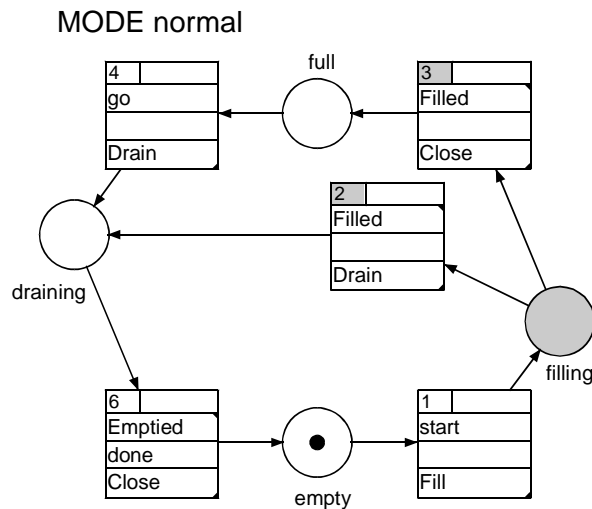 MODE normal
full
4
go
Drain
3
Filled
Close
2
Filled
Drain
draining
filling
6
Emptied
done
Close
empty
1
start
Fill